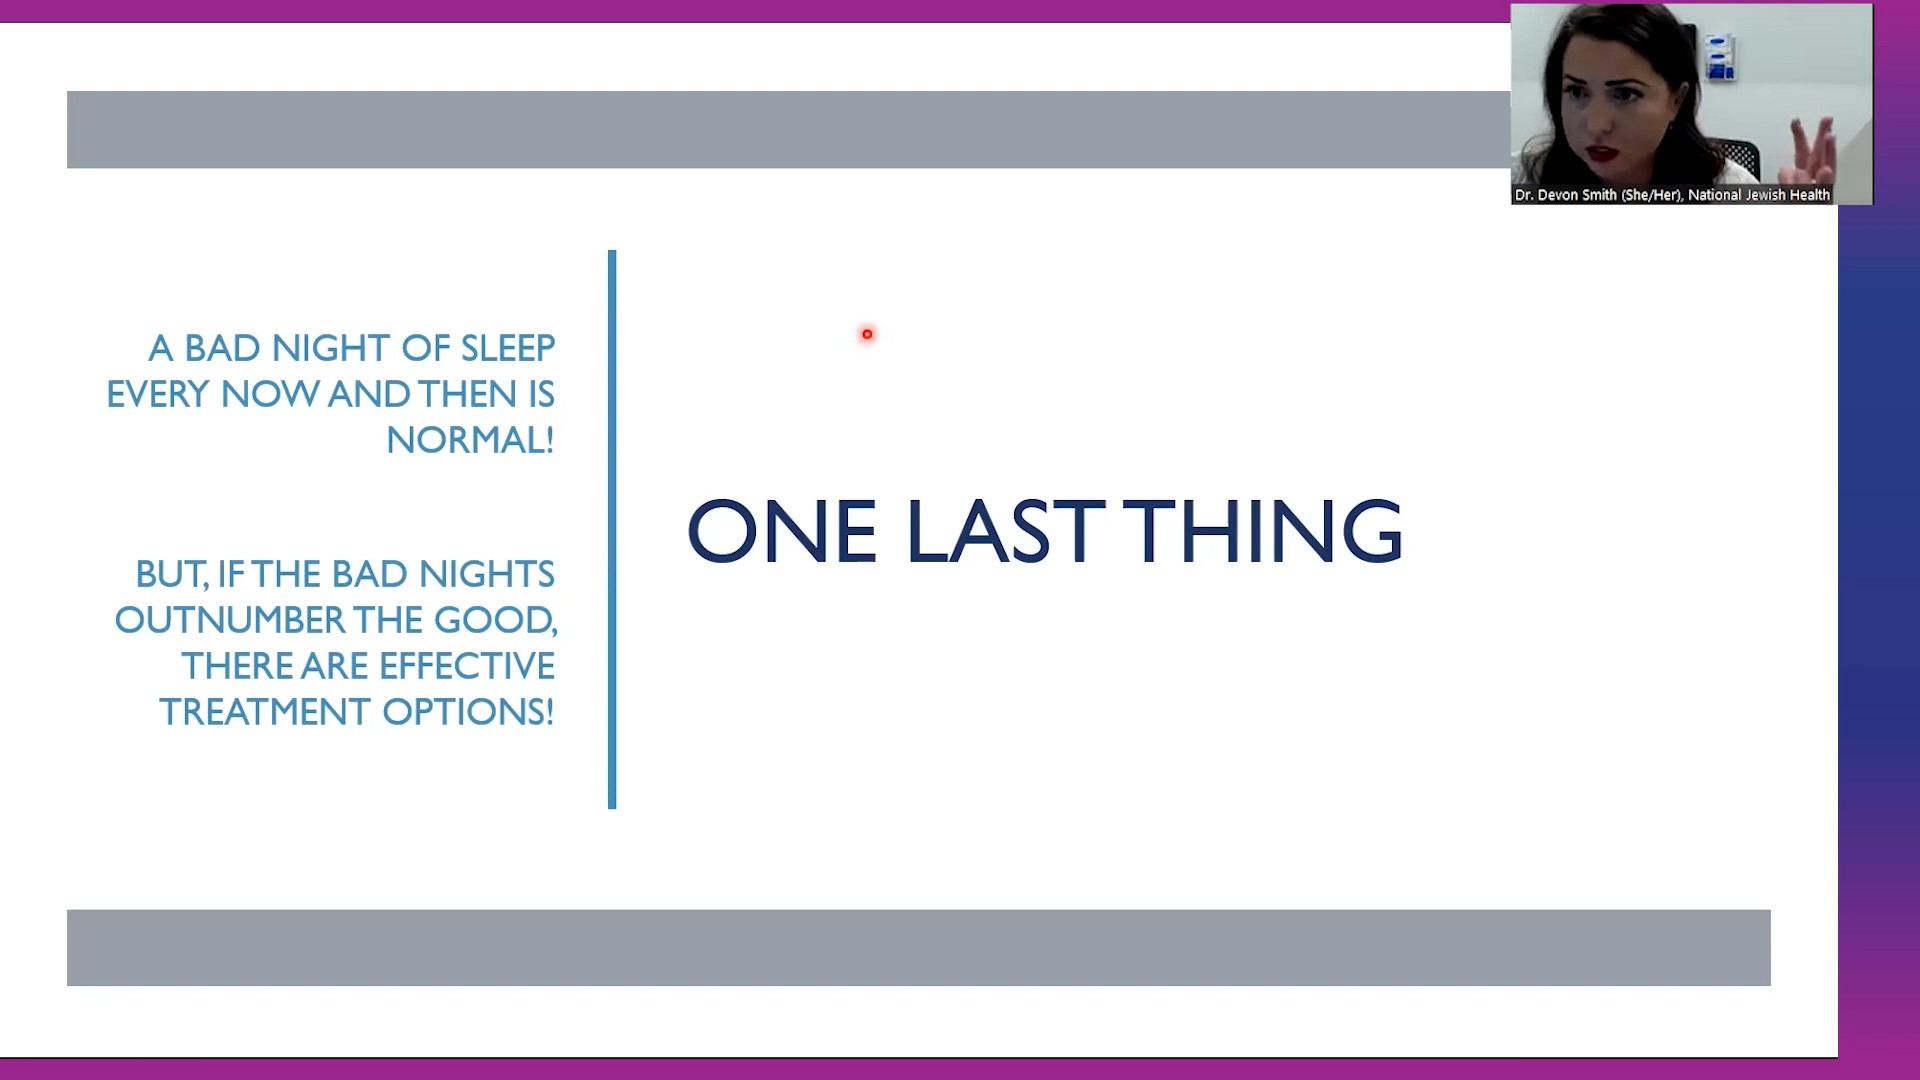 Dr. Devon Smith (She/Her), National Jewish Health
A BAD NIGHT OF SLEEP
EVERY NOW AND THEN IS
NORMAL!
BUT, IF THE BAD NIGHTS
OUTNUMBER THE GOOD,
THERE ARE EFFECTIVE
TREATMENT OPTIONS!
ONE LAST THING